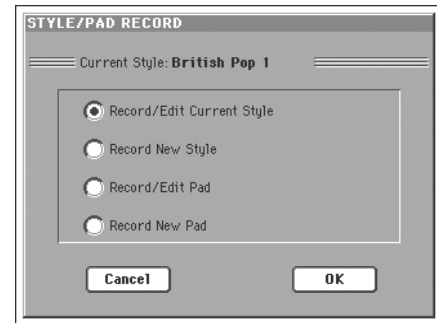 STYLE/PAD RECORD
Current Style: British Pop 1
Record/Edit Current Style
Record New Style
Record/Edit Pad
Record New Pad
Cancel OK